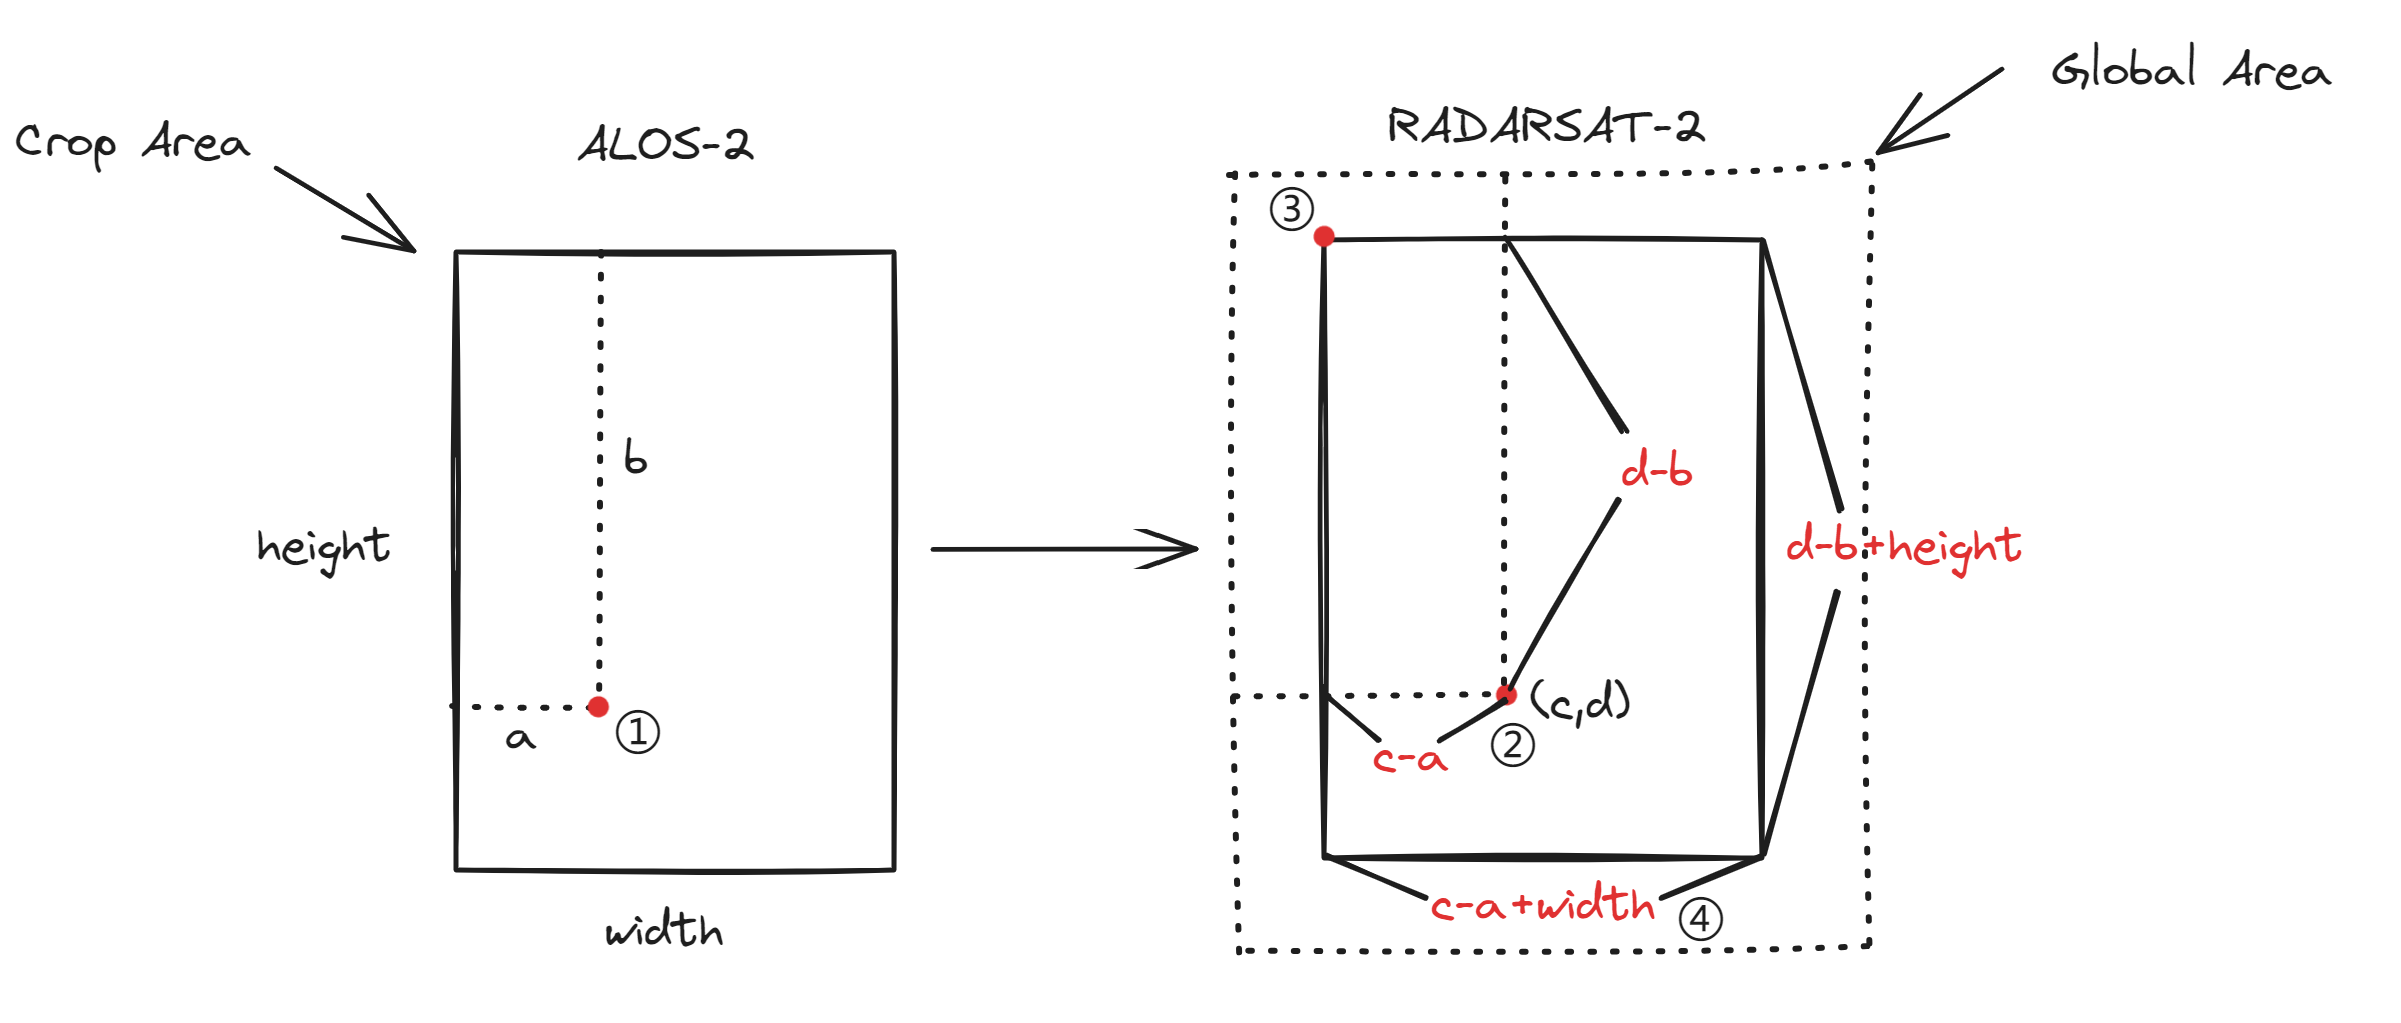 Global Area
RADARSAT-2
Crop Area
ALOS-2
③
b
d-b
height
d-b+height
(c,d)
①
a
②
c-a
c-a+width
④
width